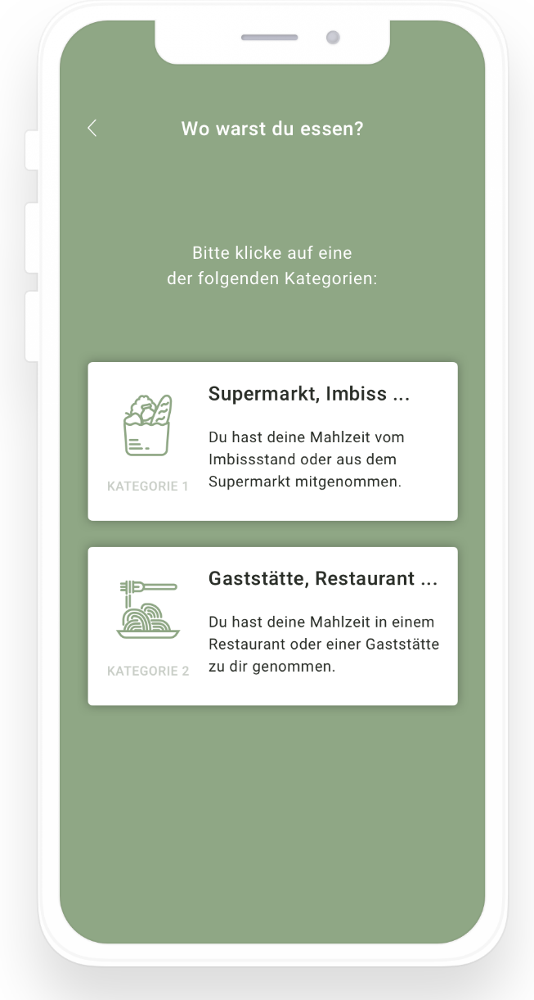 Wo warst du essen?
Bitte klicke auf eine
der folgenden Kategorien:
Supermarkt, Imbiss ...
Du hast deine Mahlzeit vom
Imbissstand oder aus dem
Supermarkt mitgenommen.
KATEGORIE 1
Gaststätte, Restaurant ...
Du hast deine Mahlzeit in einem
Restaurant oder einer Gaststätte
zu dir genommen.
KATEGORIE 2